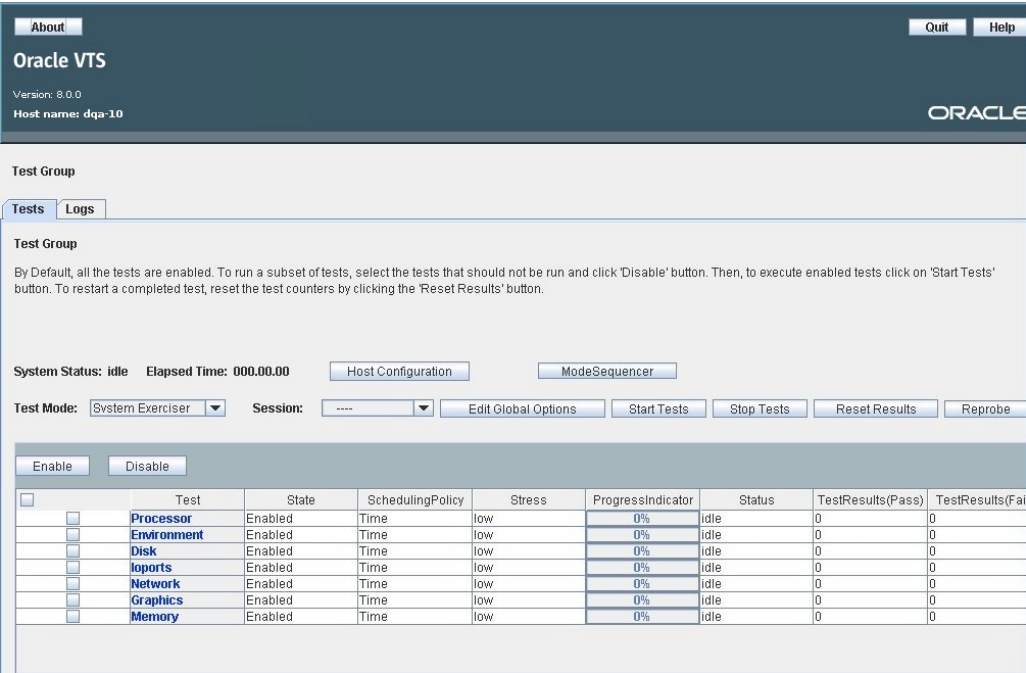 About
Quit Help
Oracle VTS
Version: 8.0.0
Host name: dqa-10
ORACLE
Test Group
Tests Logs
Test Group
By Default, all the tests are enabled. To run a subset of tests, select the tests that should not be run and click 'Disable' button. Then, to execute enabled tests click on 'Start Tests'
button. To restart a completed test, reset the test counters by clicking the 'Reset Results' button.
System Status: idle Elapsed Time: 000.00.00 Host Configuration ModeSequencer
Test Mode: System Exerciser Session: ---- Edit Global Options Start Tests Stop Tests Reset Results Reprobe
Enable Disable
Test State SchedulingPolicy Stress ProgressIndicator Status TestResults(Pass) TestResults(Fai
Processor Enabled Time low 0% idle 0 0
Environment Enabled Time low 0% idle 0 0
Disk Enabled Time low 0% idle 0 0
Ioports Enabled Time low 0% idle 0 0
Network Enabled Time low 0% idle 0 0
Graphics Enabled Time low 0% idle 0 0
Memory Enabled Time low 0% idle 0 0